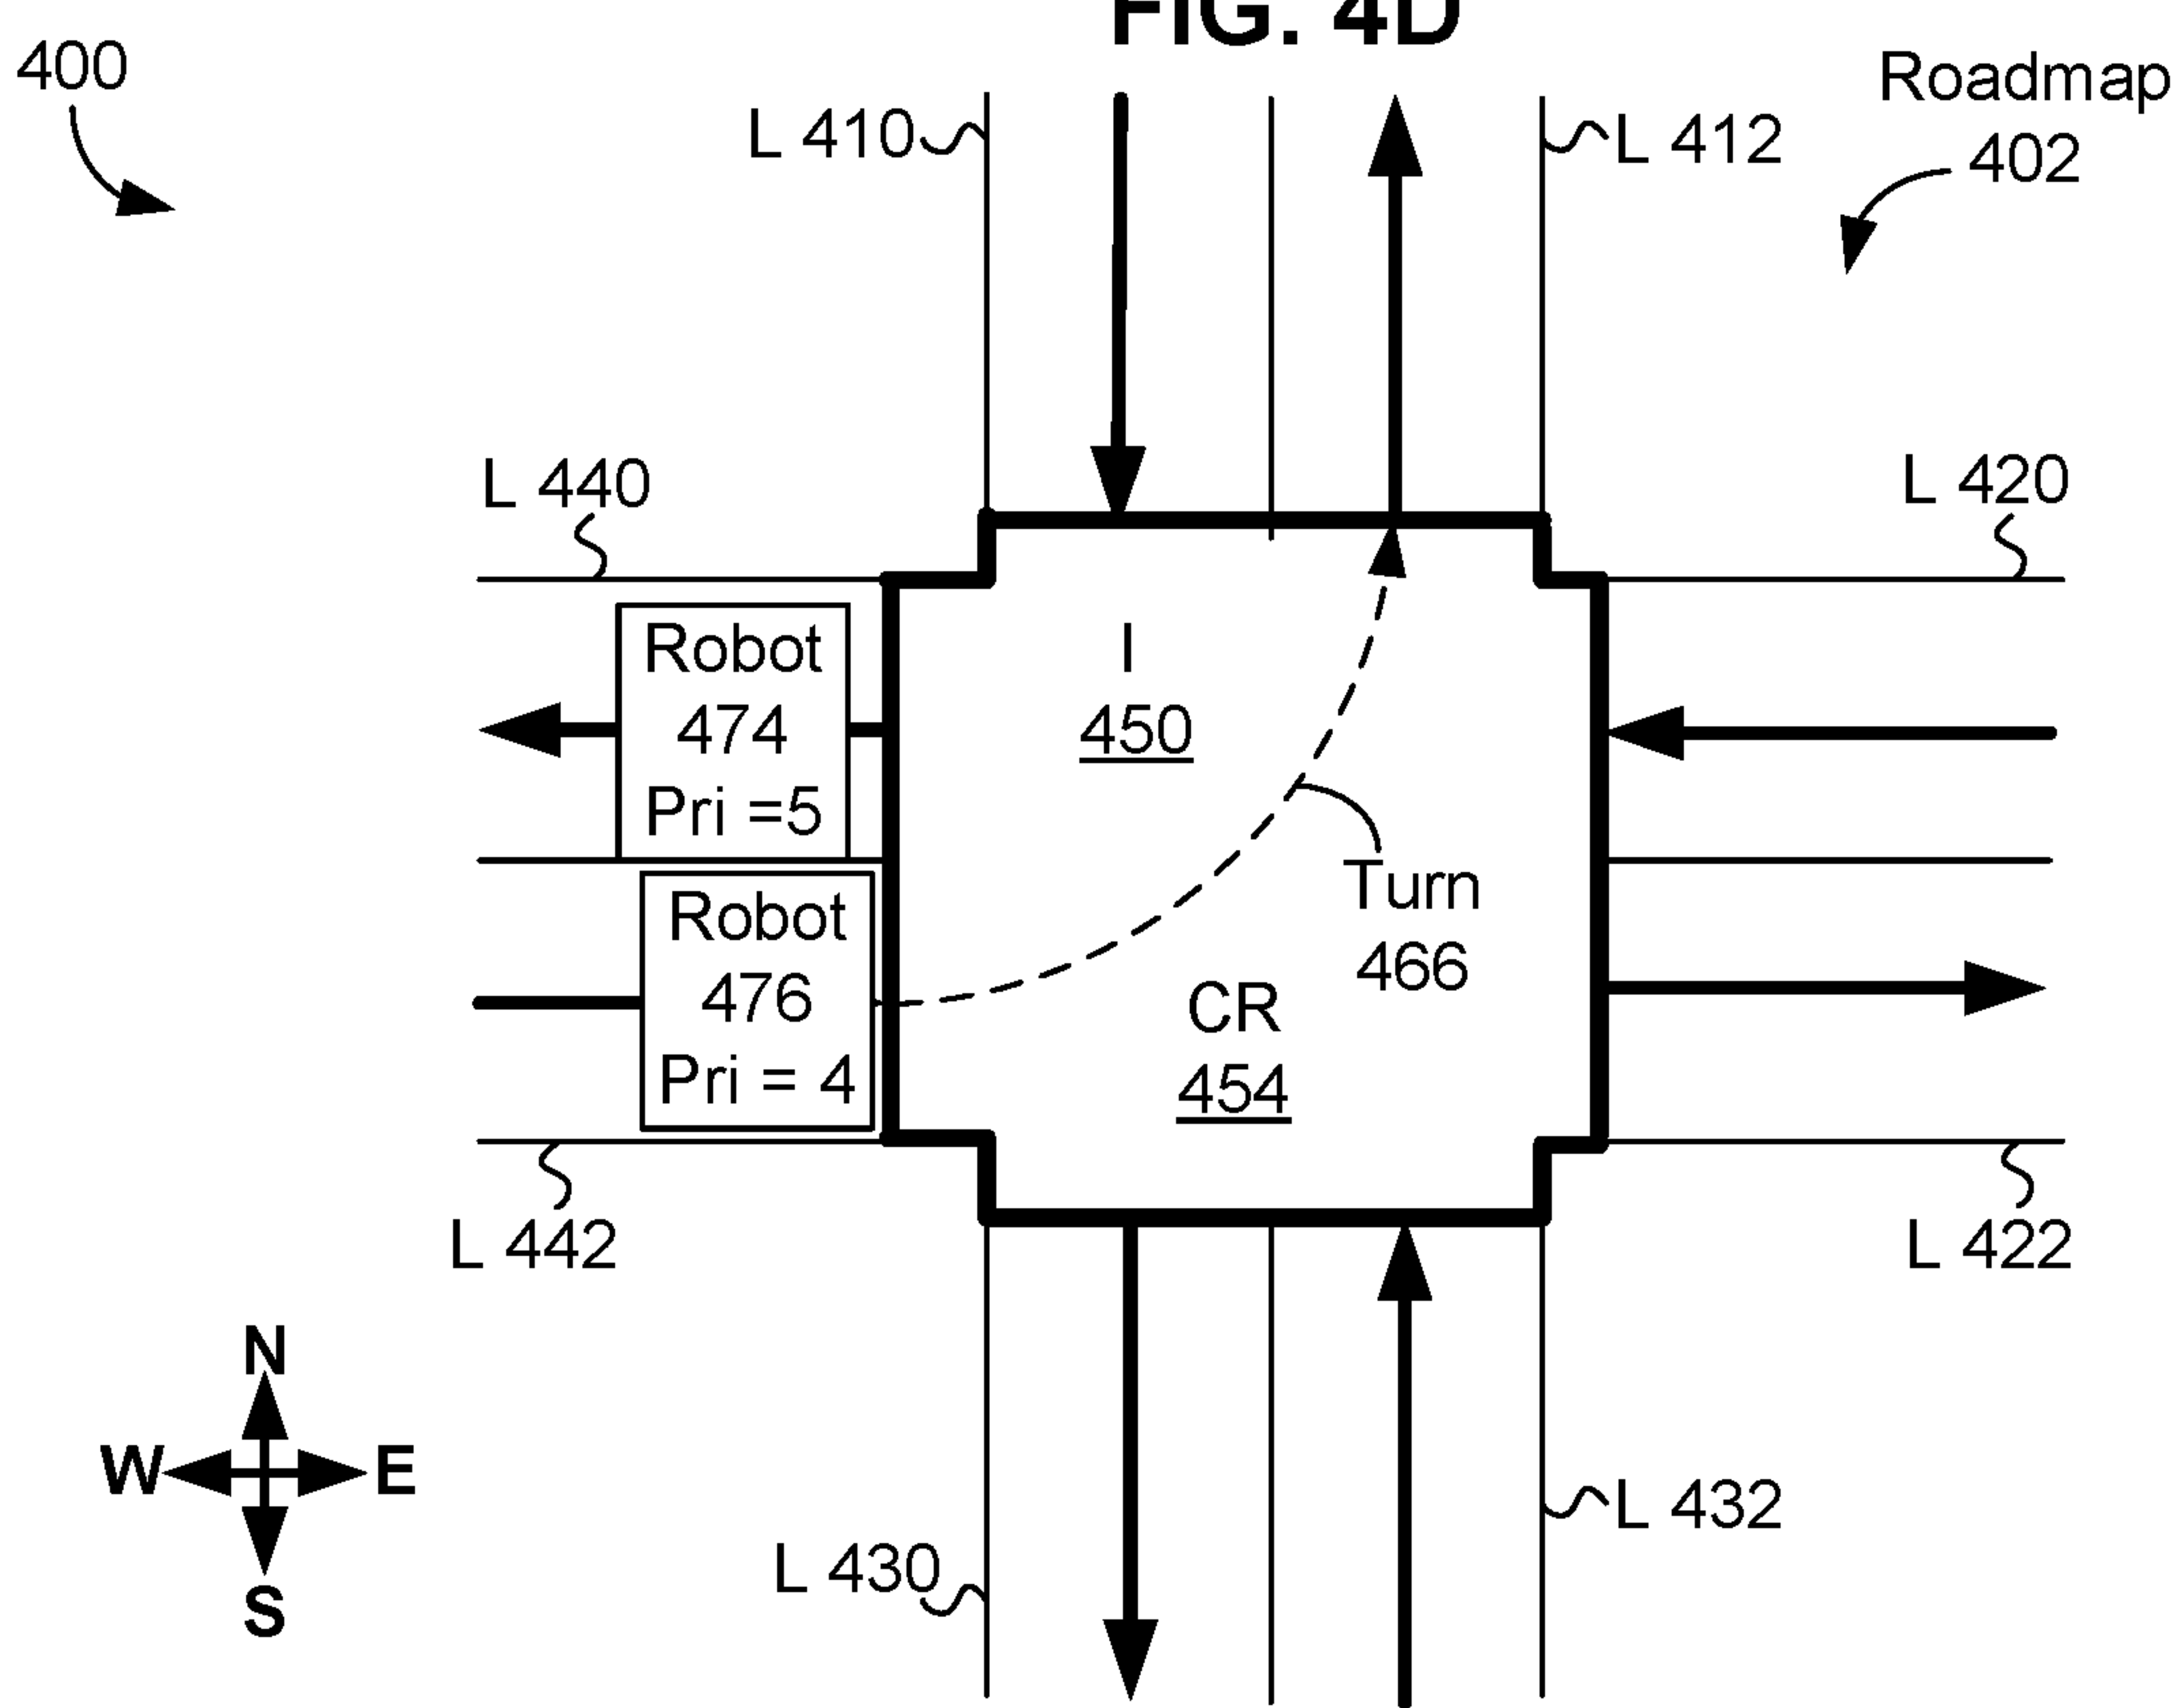 FIG. 4D
400
Roadmap
402
L 410
L 412
L 440
L 420
Robot
474
Pri =5
I
450
Robot
476
Pri = 4
Turn
466
CR
454
L 442
L 422
N
W
E
S
L 430
L 432